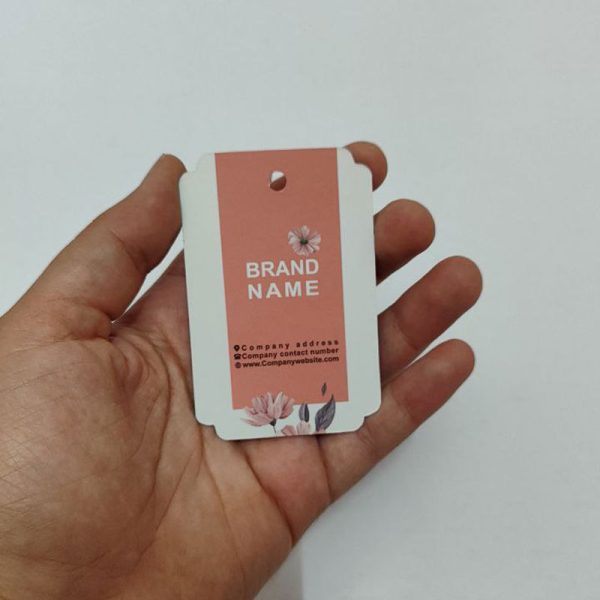 BRAND
NAME
Company address
Company contact number
www.Companywebsite.com